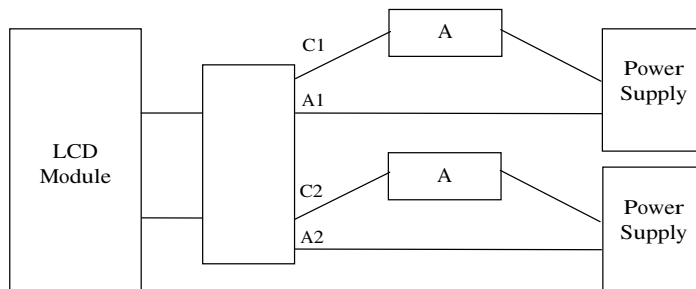 C1
A
Power
Supply
A1
LCD
Module
C2
A
A2
Power
Supply